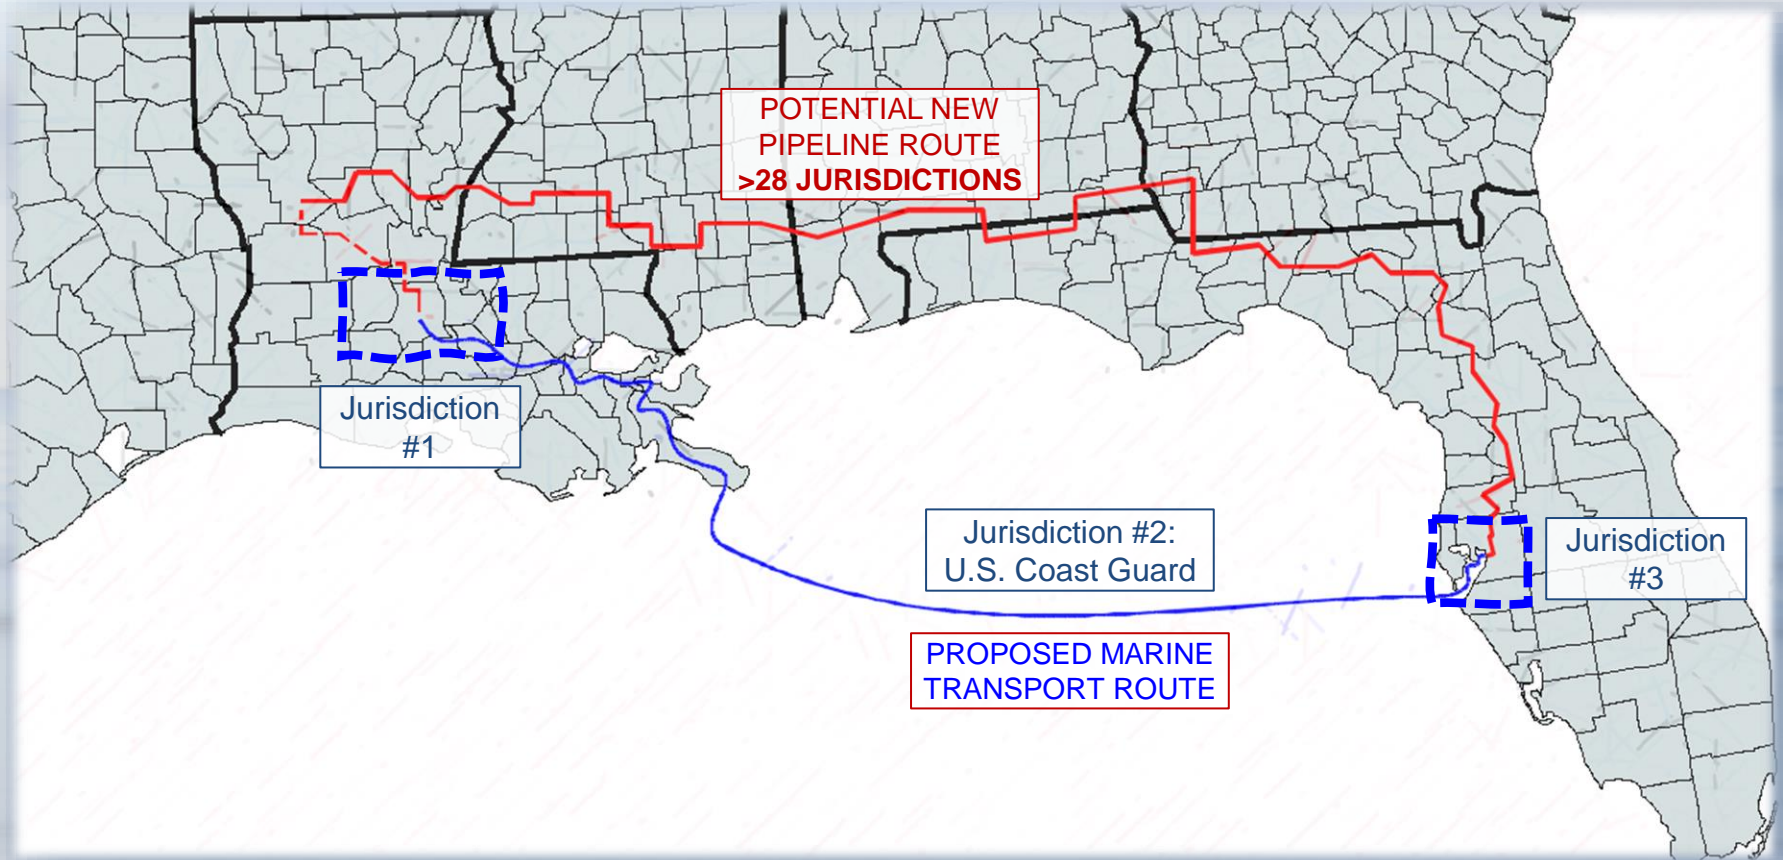 POTENTIAL NEW
PIPELINE ROUTE
>28 JURISDICTIONS
Jurisdiction
#1
Jurisdiction #2:
U.S. Coast Guard
Jurisdiction
#3
PROPOSED MARINE
TRANSPORT ROUTE